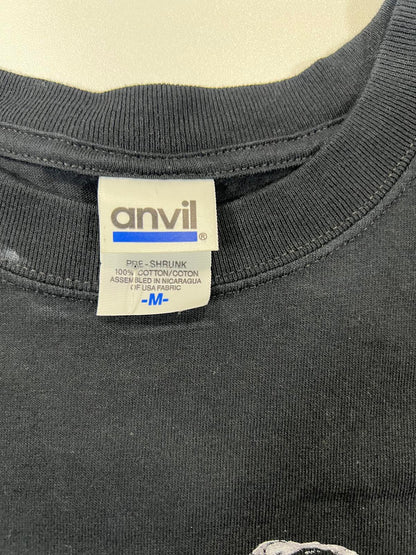 anvil®
PRE-SHRUNK
100% COTTON/COTON
ASSEMBLED IN NICARAGUA
OF USA FABRIC
-M-